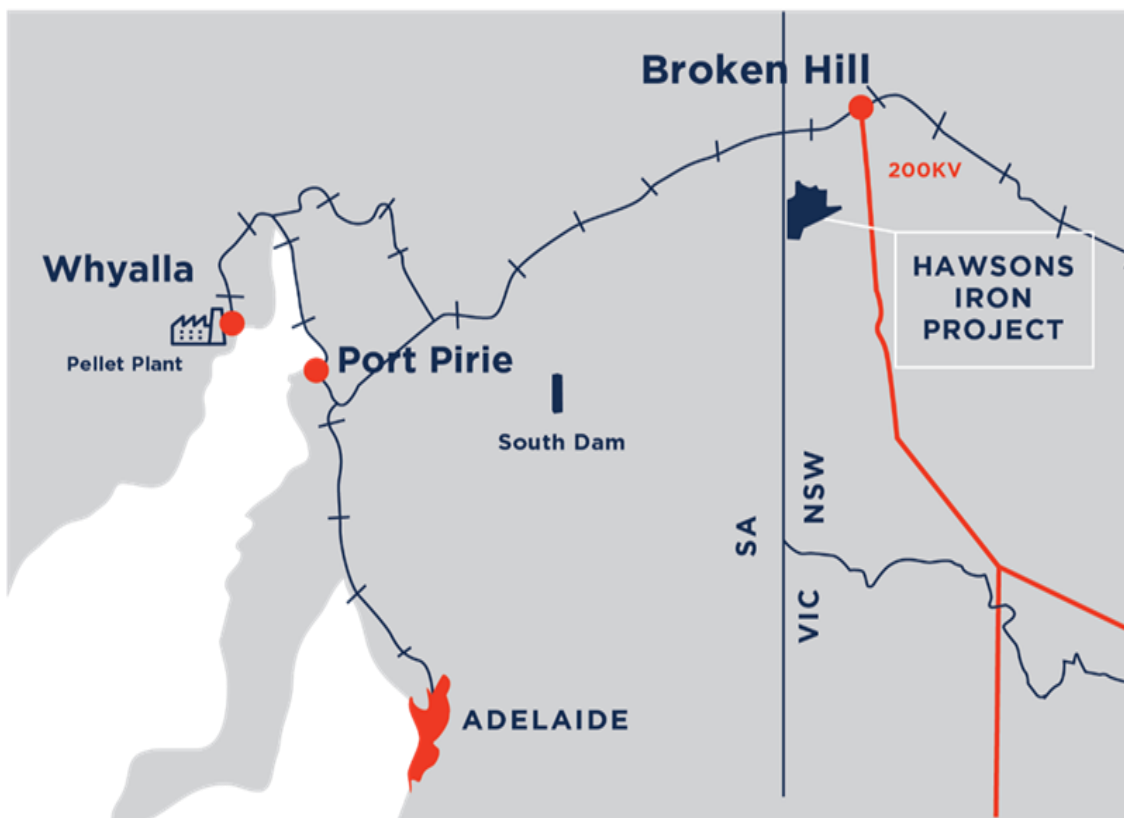 Broken Hill
200KV
Whyalla
HAWSONS
IRON
PROJECT
Pellet Plant
Port Pirie
South Dam
NSW
SA
VIC
ADELAIDE